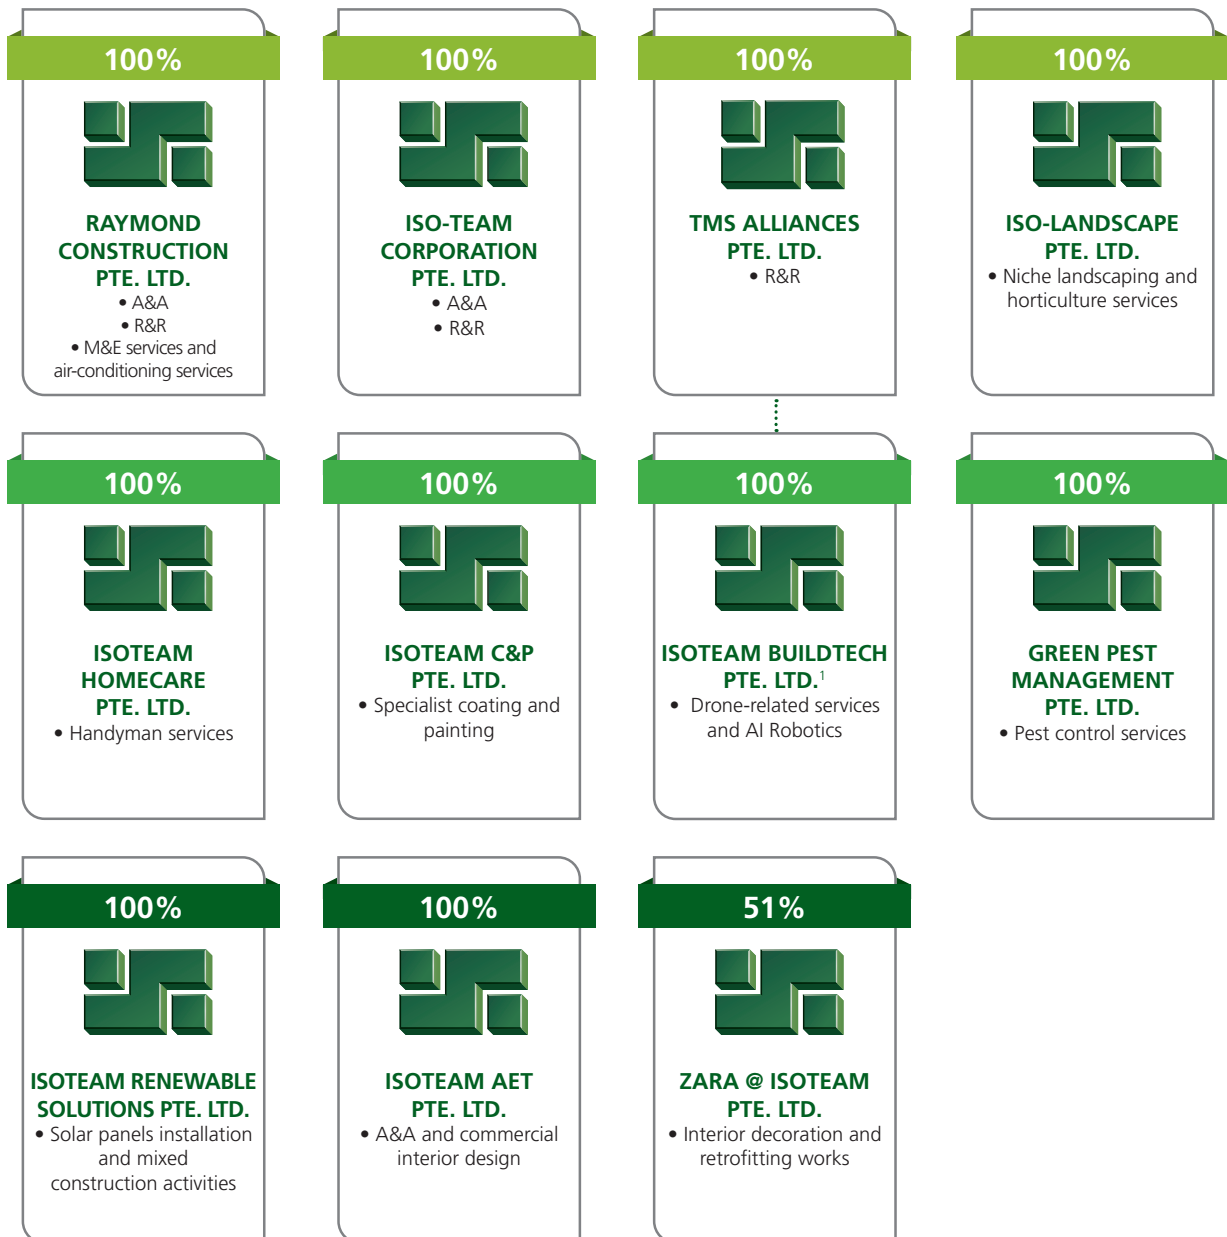 100%
RAYMOND
CONSTRUCTION
PTE. LTD.
• A&A
• R&R
• M&E services and
air-conditioning services
100%
ISO-TEAM
CORPORATION
PTE. LTD.
• A&A
• R&R
100%
TMS ALLIANCES
PTE. LTD.
• R&R
100%
ISO-LANDSCAPE
PTE. LTD.
• Niche landscaping and
horticulture services
100%
ISOTEAM
HOMECARE
PTE. LTD.
• Handyman services
100%
ISOTEAM C&P
PTE. LTD.
• Specialist coating and
painting
100%
ISOTEAM BUILDTECH
PTE. LTD.¹
• Drone-related services
and AI Robotics
100%
GREEN PEST
MANAGEMENT
PTE. LTD.
• Pest control services
100%
ISOTEAM RENEWABLE
SOLUTIONS PTE. LTD.
• Solar panels installation
and mixed
construction activities
100%
ISOTEAM AET
PTE. LTD.
• A&A and commercial
interior design
51%
ZARA @ ISOTEAM
PTE. LTD.
• Interior decoration and
retrofitting works